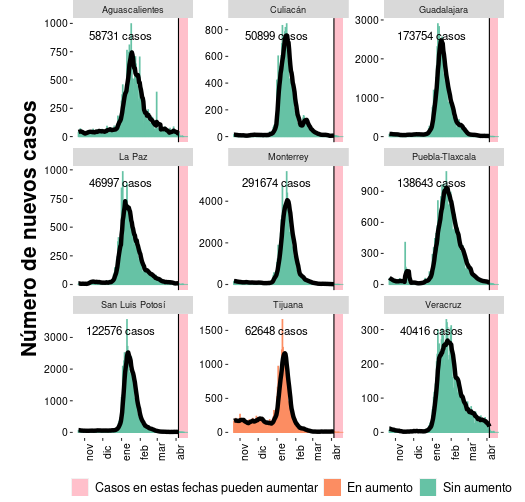 Número de nuevos casos
Aguascalientes
58731 casos
1000
750
500
250
0
Culiacán
50899 casos
800
600
400
200
0
Guadalajara
173754 casos
3000
2000
1000
0
La Paz
46997 casos
1000
750
500
250
0
Monterrey
291674 casos
4000
2000
0
Puebla-Tlaxcala
138643 casos
900
600
300
0
San Luis Potosí
122576 casos
3000
2000
1000
0
nov dic ene feb mar abr
Tijuana
62648 casos
1500
1000
500
0
nov dic ene feb mar abr
Veracruz
40416 casos
300
200
100
0
nov dic ene feb mar abr
Casos en estas fechas pueden aumentar En aumento Sin aumento